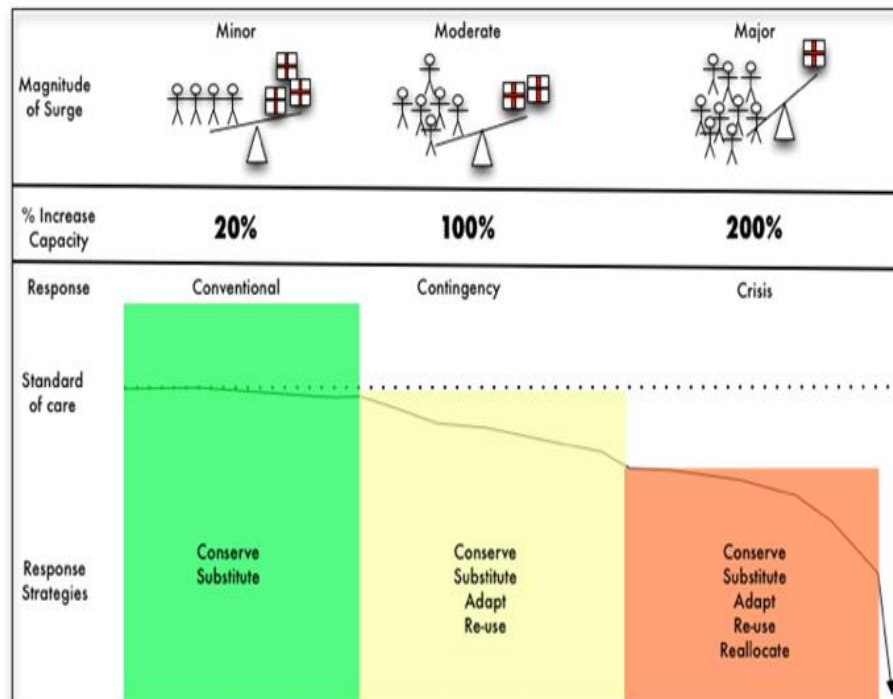 Minor Moderate Major
Magnitude
of Surge
% Increase
Capacity
20% 100% 200%
Response Conventional Contingency Crisis
Standard
of care
Response
Strategies
Conserve
Substitute
Conserve
Substitute
Adapt
Re-use
Conserve
Substitute
Adapt
Re-use
Reallocate